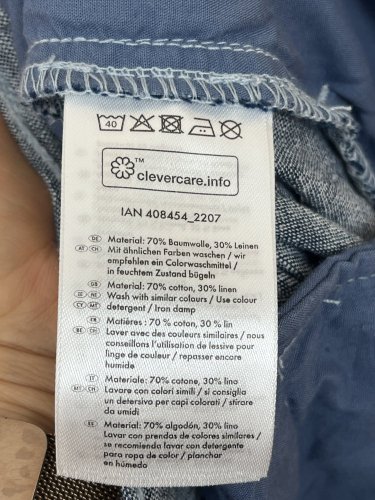 40
™ clevercare.info
IAN 408454_2207
DE Material: 70% Baumwolle, 30% Leinen
AT CH Mit ähnlichen Farben waschen / wir
empfehlen ein Colorwaschmittel /
in feuchtem Zustand bügeln
GB Material: 70% cotton, 30% linen
IE NI Wash with similar colours / Use colour
CY MT detergent / Iron damp
FR Matières : 70 % coton, 30 % lin
BE CH Laver avec des couleurs similaires / nous
conseillons l'utilisation de lessive pour
linge de couleur / repasser encore
humide
IT Materiale: 70% cotone, 30% lino
MT CH Lavare con colori simili / si consiglia
un detersivo per capi colorati / stirare
da umidi
ES Material: 70% algodón, 30% lino
Lavar con prendas de colores similares /
se recomienda lavar con detergente
para ropa de color / planchar
en húmedo